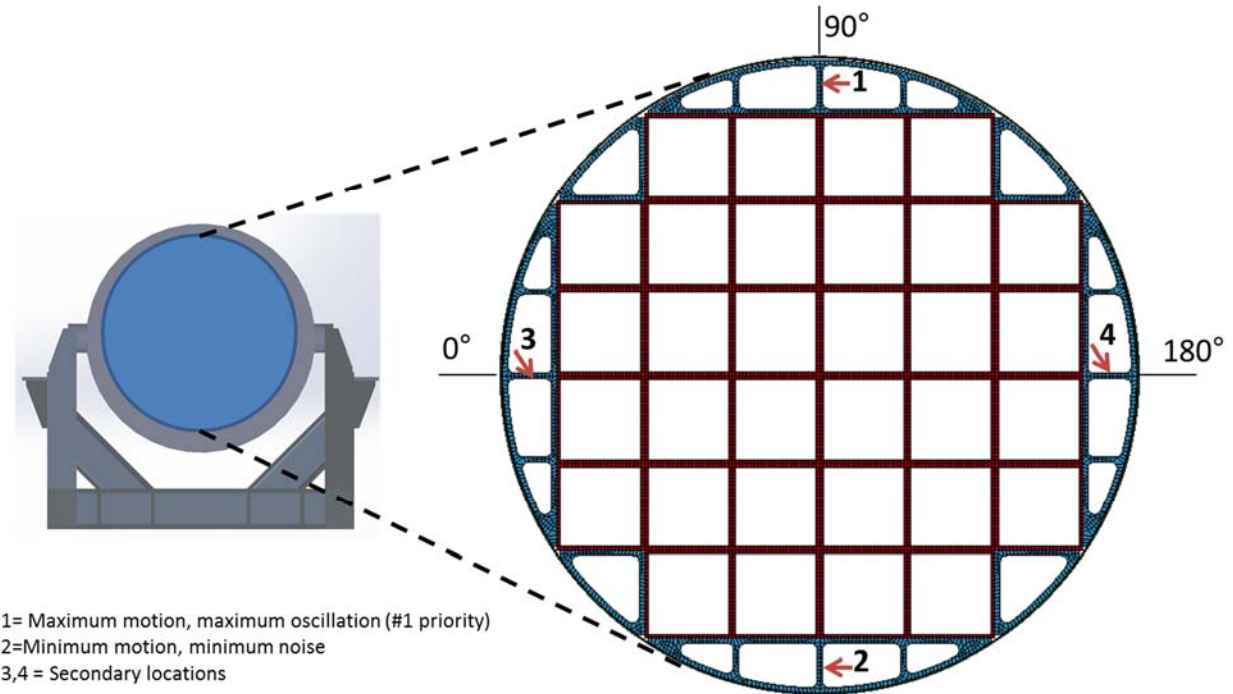 90°
1
3
4
0°
180°
2
1= Maximum motion, maximum oscillation (#1 priority)
2=Minimum motion, minimum noise
3,4 = Secondary locations